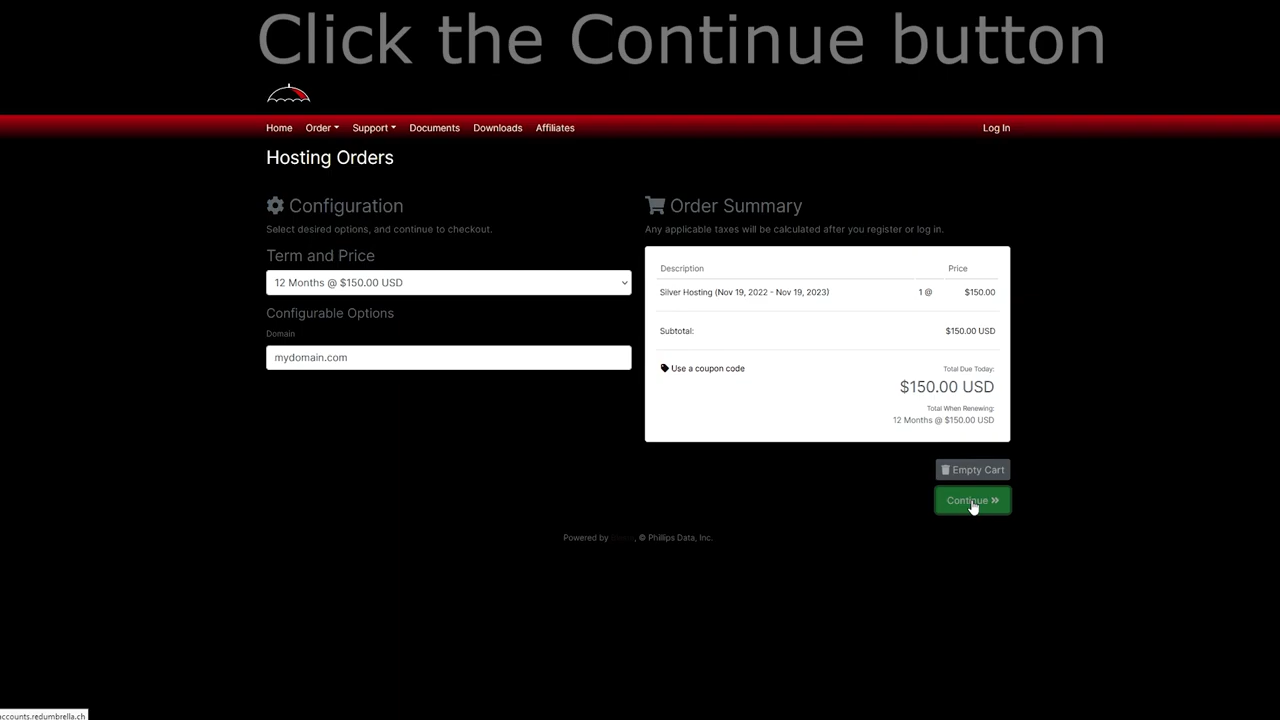 Click the Continue button
Home Order Support Documents Downloads Affiliates Log In
Hosting Orders
Configuration
Select desired options, and continue to checkout.
Term and Price
12 Months @ $150.00 USD
Configurable Options
Domain
mydomain.com
Order Summary
Any applicable taxes will be calculated after you register or log in.
Description Price
Silver Hosting (Nov 19, 2022 - Nov 19, 2023) 1 @ $150.00
Subtotal: $150.00 USD
Use a coupon code
Total Due Today:
$150.00 USD
Total When Renewing:
12 Months @ $150.00 USD
Empty Cart
Continue »
Powered by , © Phillips Data, Inc.
accounts.redumbrella.ch